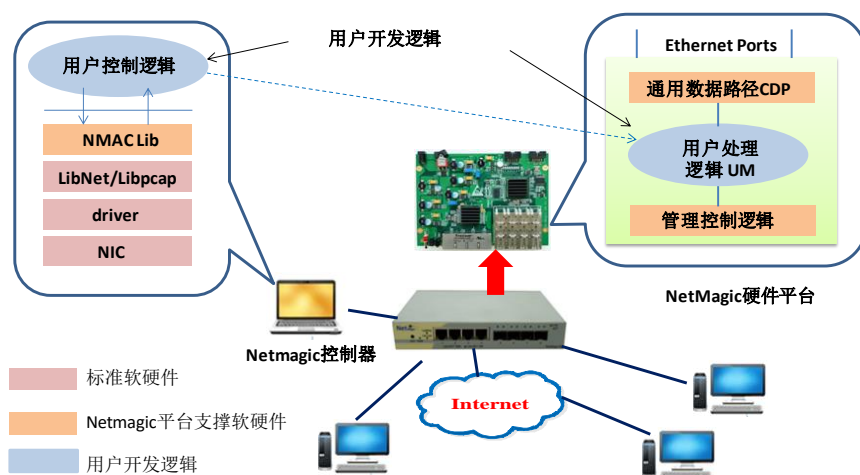 用户开发逻辑
用户控制逻辑
NMAC Lib
LibNet/Libpcap
driver
NIC
Ethernet Ports
通用数据路径CDP
用户处理
逻辑 UM
管理控制逻辑
NetMagic硬件平台
Netmagic控制器
Internet
标准软硬件
Netmagic平台支撑软硬件
用户开发逻辑